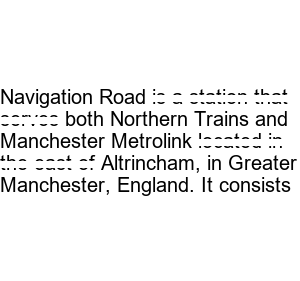 Navigation Road is a station that
serves both Northern Trains and
Manchester Metrolink located in
the east of Altrincham, in Greater
Manchester, England. It consists